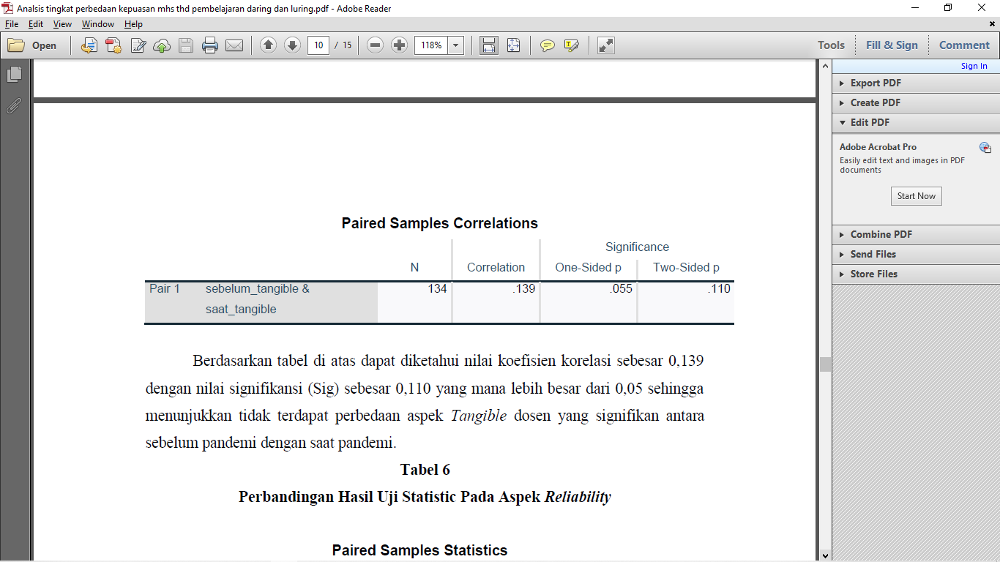 Analsis tingkat perbedaan kepuasan mhs thd pembelajaran daring dan luring.pdf - Adobe Reader
File Edit View Window Help
Open 10 / 15 118% Tools Fill & Sign Comment
Sign In
Export PDF
Create PDF
Edit PDF
Adobe Acrobat Pro
Easily edit text and images in PDF
documents
Start Now
Combine PDF
Send Files
Store Files
Paired Samples Correlations
Significance
N Correlation One-Sided p Two-Sided p
Pair 1 sebelum_tangible & 134 .139 .055 .110
saat_tangible
Berdasarkan tabel di atas dapat diketahui nilai koefisien korelasi sebesar 0,139
dengan nilai signifikansi (Sig) sebesar 0,110 yang mana lebih besar dari 0,05 sehingga
menunjukkan tidak terdapat perbedaan aspek Tangible dosen yang signifikan antara
sebelum pandemi dengan saat pandemi.
Tabel 6
Perbandingan Hasil Uji Statistic Pada Aspek Reliability
Paired Samples Statistics